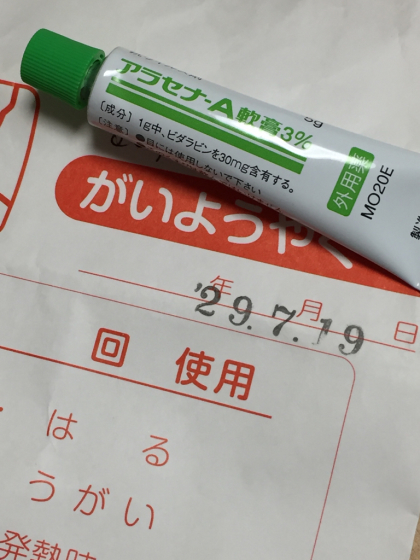 アラセナ-A軟膏3%
5g
[成分] 1g中、ビダラビンを30mg含有する。
[注意] ●目には使用しないで下さい
外用薬
MO20E
製造
がいようやく
年 月 日
'29.7.19
回 使用
はる
うがい
発熱時